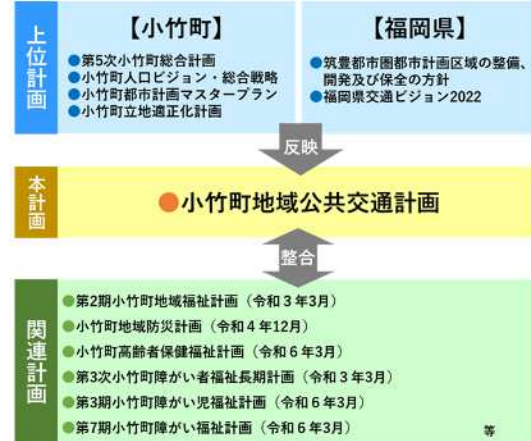 上位計画
【小竹町】
●第5次小竹町総合計画
●小竹町人口ビジョン・総合戦略
●小竹町都市計画マスタープラン
●小竹町立地適正化計画
【福岡県】
●筑豊都市圏都市計画区域の整備、
開発及び保全の方針
●福岡県交通ビジョン2022
反映
本計画
●小竹町地域公共交通計画
整合
関連計画
●第2期小竹町地域福祉計画（令和３年3月）
●小竹町地域防災計画（令和４年12月）
●小竹町高齢者保健福祉計画（令和６年3月）
●第3次小竹町障がい者福祉長期計画（令和３年3月）
●第3期小竹町障がい児福祉計画（令和６年3月）
●第7期小竹町障がい福祉計画（令和６年3月）
等